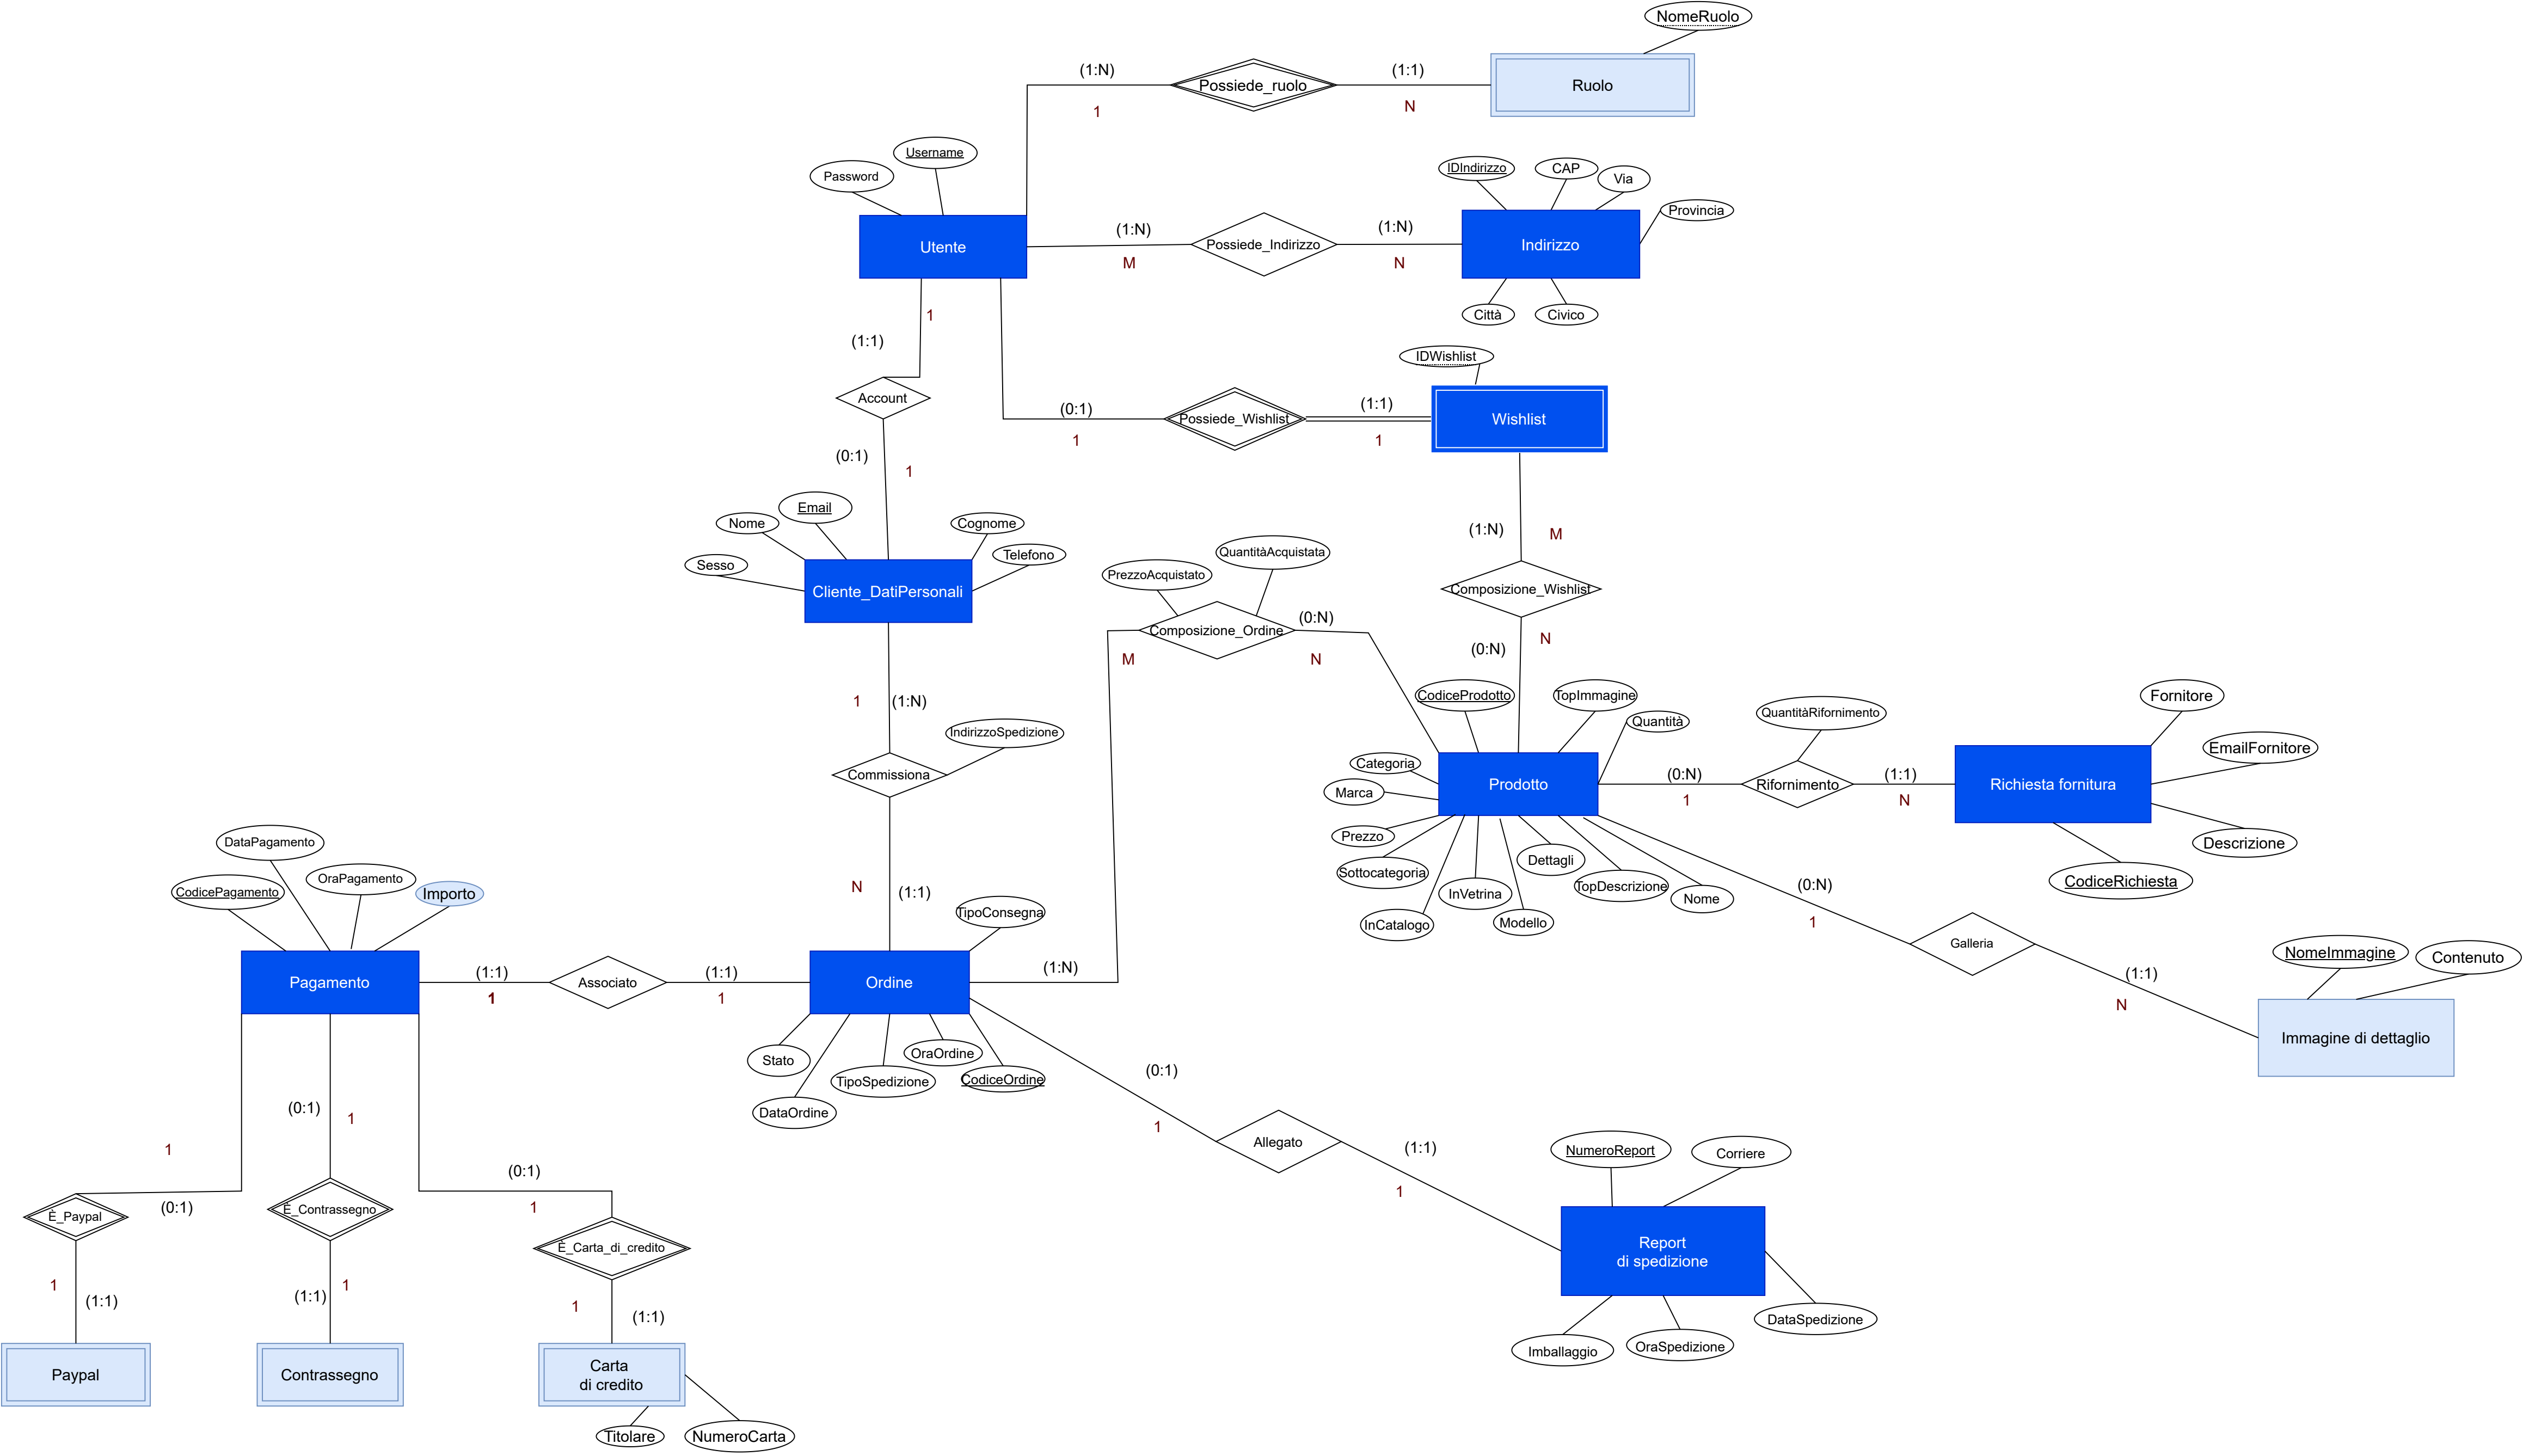 NomeRuolo
(1:N)
Possiede_ruolo
(1:1)
Ruolo
1
N
Username
Password
IDIndirizzo
CAP
Via
Provincia
Utente
(1:N)
Possiede_Indirizzo
(1:N)
Indirizzo
M
N
Città
Civico
1
(1:1)
IDWishlist
Account
(0:1)
Possiede_Wishlist
(1:1)
Wishlist
1
1
(0:1)
1
Nome
Email
Cognome
Telefono
Sesso
Cliente_DatiPersonali
(1:N)
M
PrezzoAcquistato
QuantitàAcquistata
Composizione_Wishlist
Composizione_Ordine
(0:N)
N
M
N
(0:N)
1
(1:N)
IndirizzoSpedizione
Commissiona
CodiceProdotto
TopImmagine
Quantità
QuantitàRifornimento
Fornitore
EmailFornitore
Categoria
Marca
Prodotto
(0:N)
Rifornimento
(1:1)
Richiesta fornitura
1
N
Prezzo
Sottocategoria
InCatalogo
InVetrina
Modello
Dettagli
TopDescrizione
Nome
Descrizione
CodiceRichiesta
(0:N)
1
Galleria
NomeImmagine
Contenuto
(1:1)
N
Immagine di dettaglio
DataPagamento
CodicePagamento
OraPagamento
Importo
N
(1:1)
TipoConsegna
Pagamento
(1:1)
1
Associato
(1:1)
1
Ordine
(1:N)
Stato
DataOrdine
TipoSpedizione
OraOrdine
CodiceOrdine
(0:1)
1
Allegato
(1:1)
1
NumeroReport
Corriere
Report
di spedizione
Imballaggio
OraSpedizione
DataSpedizione
1
(0:1)
(0:1)
1
(0:1)
1
È_Paypal
È_Contrassegno
È_Carta_di_credito
1
(1:1)
(1:1)
1
1
(1:1)
Paypal
Contrassegno
Carta
di credito
Titolare
NumeroCarta